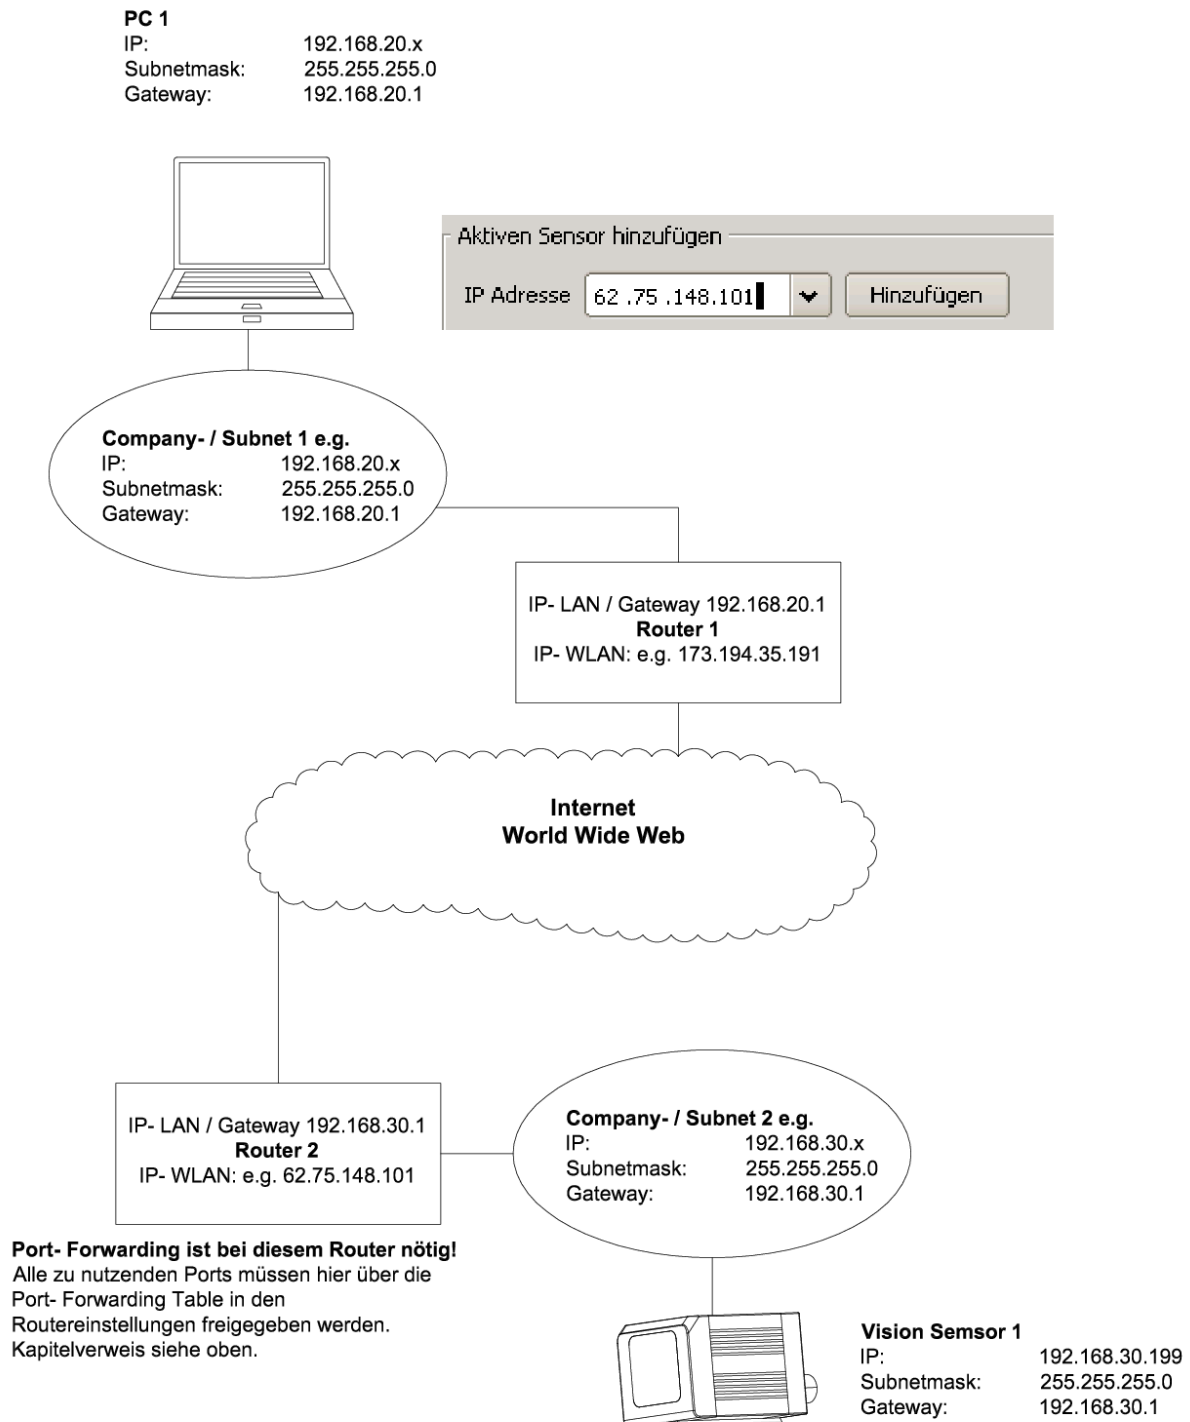 PC 1
IP: 192.168.20.x
Subnetmask: 255.255.255.0
Gateway: 192.168.20.1
Aktiven Sensor hinzufügen
IP Adresse 62 .75 .148.101 Hinzufügen
Company- / Subnet 1 e.g.
IP: 192.168.20.x
Subnetmask: 255.255.255.0
Gateway: 192.168.20.1
IP- LAN / Gateway 192.168.20.1
Router 1
IP- WLAN: e.g. 173.194.35.191
Internet
World Wide Web
IP- LAN / Gateway 192.168.30.1
Router 2
IP- WLAN: e.g. 62.75.148.101
Company- / Subnet 2 e.g.
IP: 192.168.30.x
Subnetmask: 255.255.255.0
Gateway: 192.168.30.1
Port- Forwarding ist bei diesem Router nötig!
Alle zu nutzenden Ports müssen hier über die
Port- Forwarding Table in den
Routereinstellungen freigegeben werden.
Kapitelverweis siehe oben.
Vision Semsor 1
IP: 192.168.30.199
Subnetmask: 255.255.255.0
Gateway: 192.168.30.1